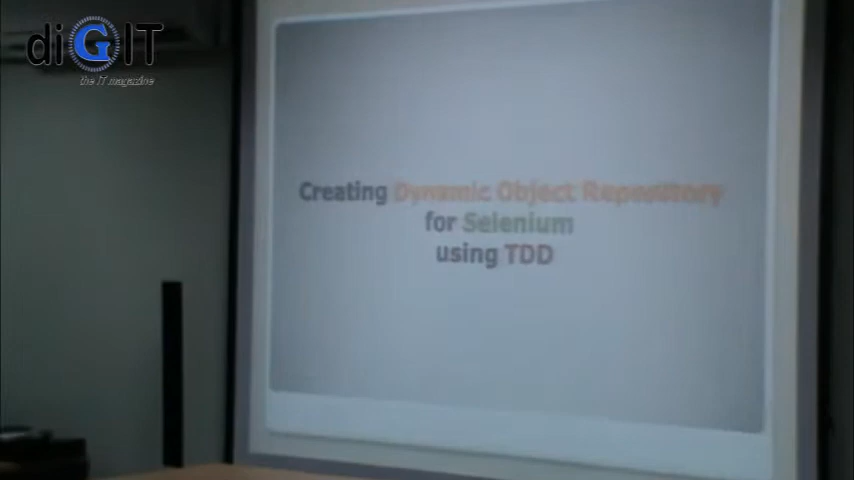 diGIT
the IT magazine
Creating Dynamic Object Repository
for Selenium
using TDD